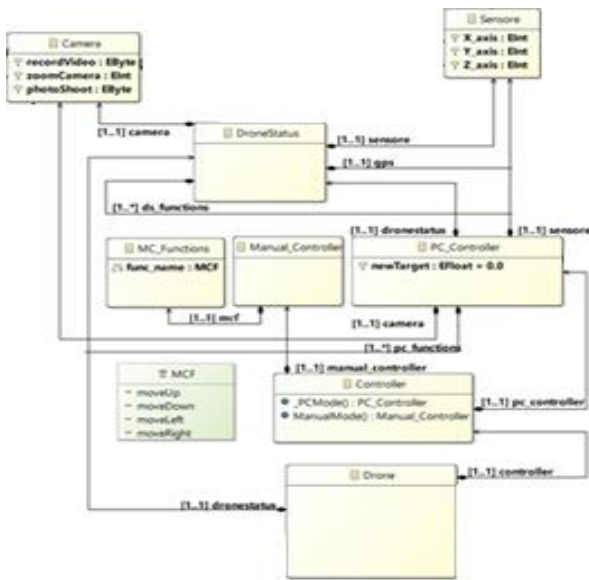 Camera
recordVideo : EByte
zoomCamera : EInt
photoShoot : EByte
Sensore
X_axis : EInt
Y_axis : EInt
Z_axis : EInt
[1..1] camera
DroneStatus
[1..1] sensore
[1..1] gps
[1..*] ds_functions
[1..1] dronestatus
[1..1] sensore
MC_Functions
func_name : MCF
Manual_Controller
PC_Controller
newTarget : EFloat = 0.0
[1..1] mcf
[1..1] camera
[1..*] pc_functions
MCF
moveUp
moveDown
moveLeft
moveRight
[1..1] manual_controller
Controller
_PCMode() : PC_Controller
ManualMode() : Manual_Controller
[1..1] pc_controller
Drone
[1..1] controller
[1..1] dronestatus